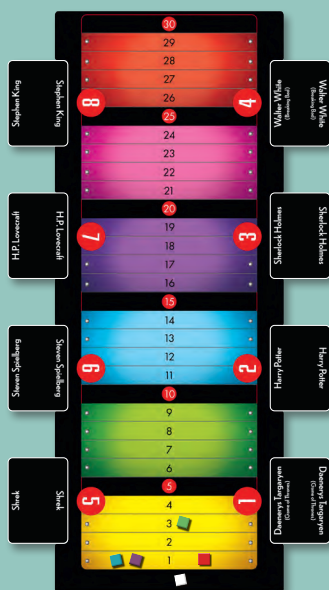 30
29
28
27
26
25
24
23
22
21
20
19
18
17
16
15
14
13
12
11
10
9
8
7
6
5
4
3
2
1
Stephen King
Stephen King
8
H.P. Lovecraft
H.P. Lovecraft
7
Steven Spielberg
Steven Spielberg
6
Shrek
Shrek
5
4
Walter White
(Breaking Bad)
Walter White
(Breaking Bad)
3
Sherlock Holmes
Sherlock Holmes
2
Harry Potter
Harry Potter
1
Daenerys Targaryen
(Game of Thrones)
Daenerys Targaryen
(Game of Thrones)